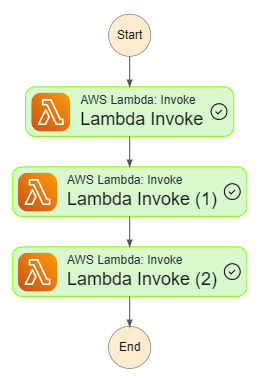 Start
AWS Lambda: Invoke
Lambda Invoke
AWS Lambda: Invoke
Lambda Invoke (1)
AWS Lambda: Invoke
Lambda Invoke (2)
End